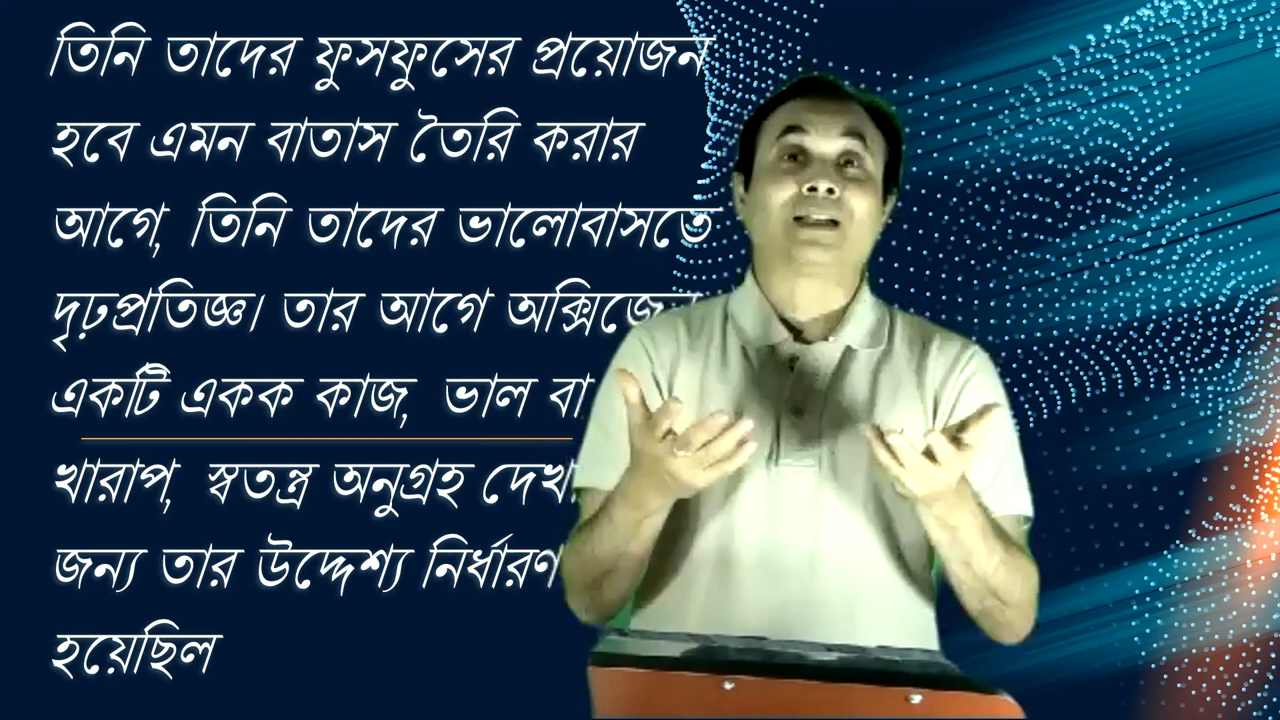 তিনি তাদের ফুসফুসের প্রয়োজন
হবে এমন বাতাস তৈরি করার
আগে, তিনি তাদের ভালোবাসতে
দৃঢ়প্রতিজ্ঞ। তার আগে
একটি একক কাজ, ভাল বা
খারাপ, স্বতন্ত্র অনুগ্রহ
জন্য তার উদ্দেশ্য নির্ধারণ
হয়েছিল